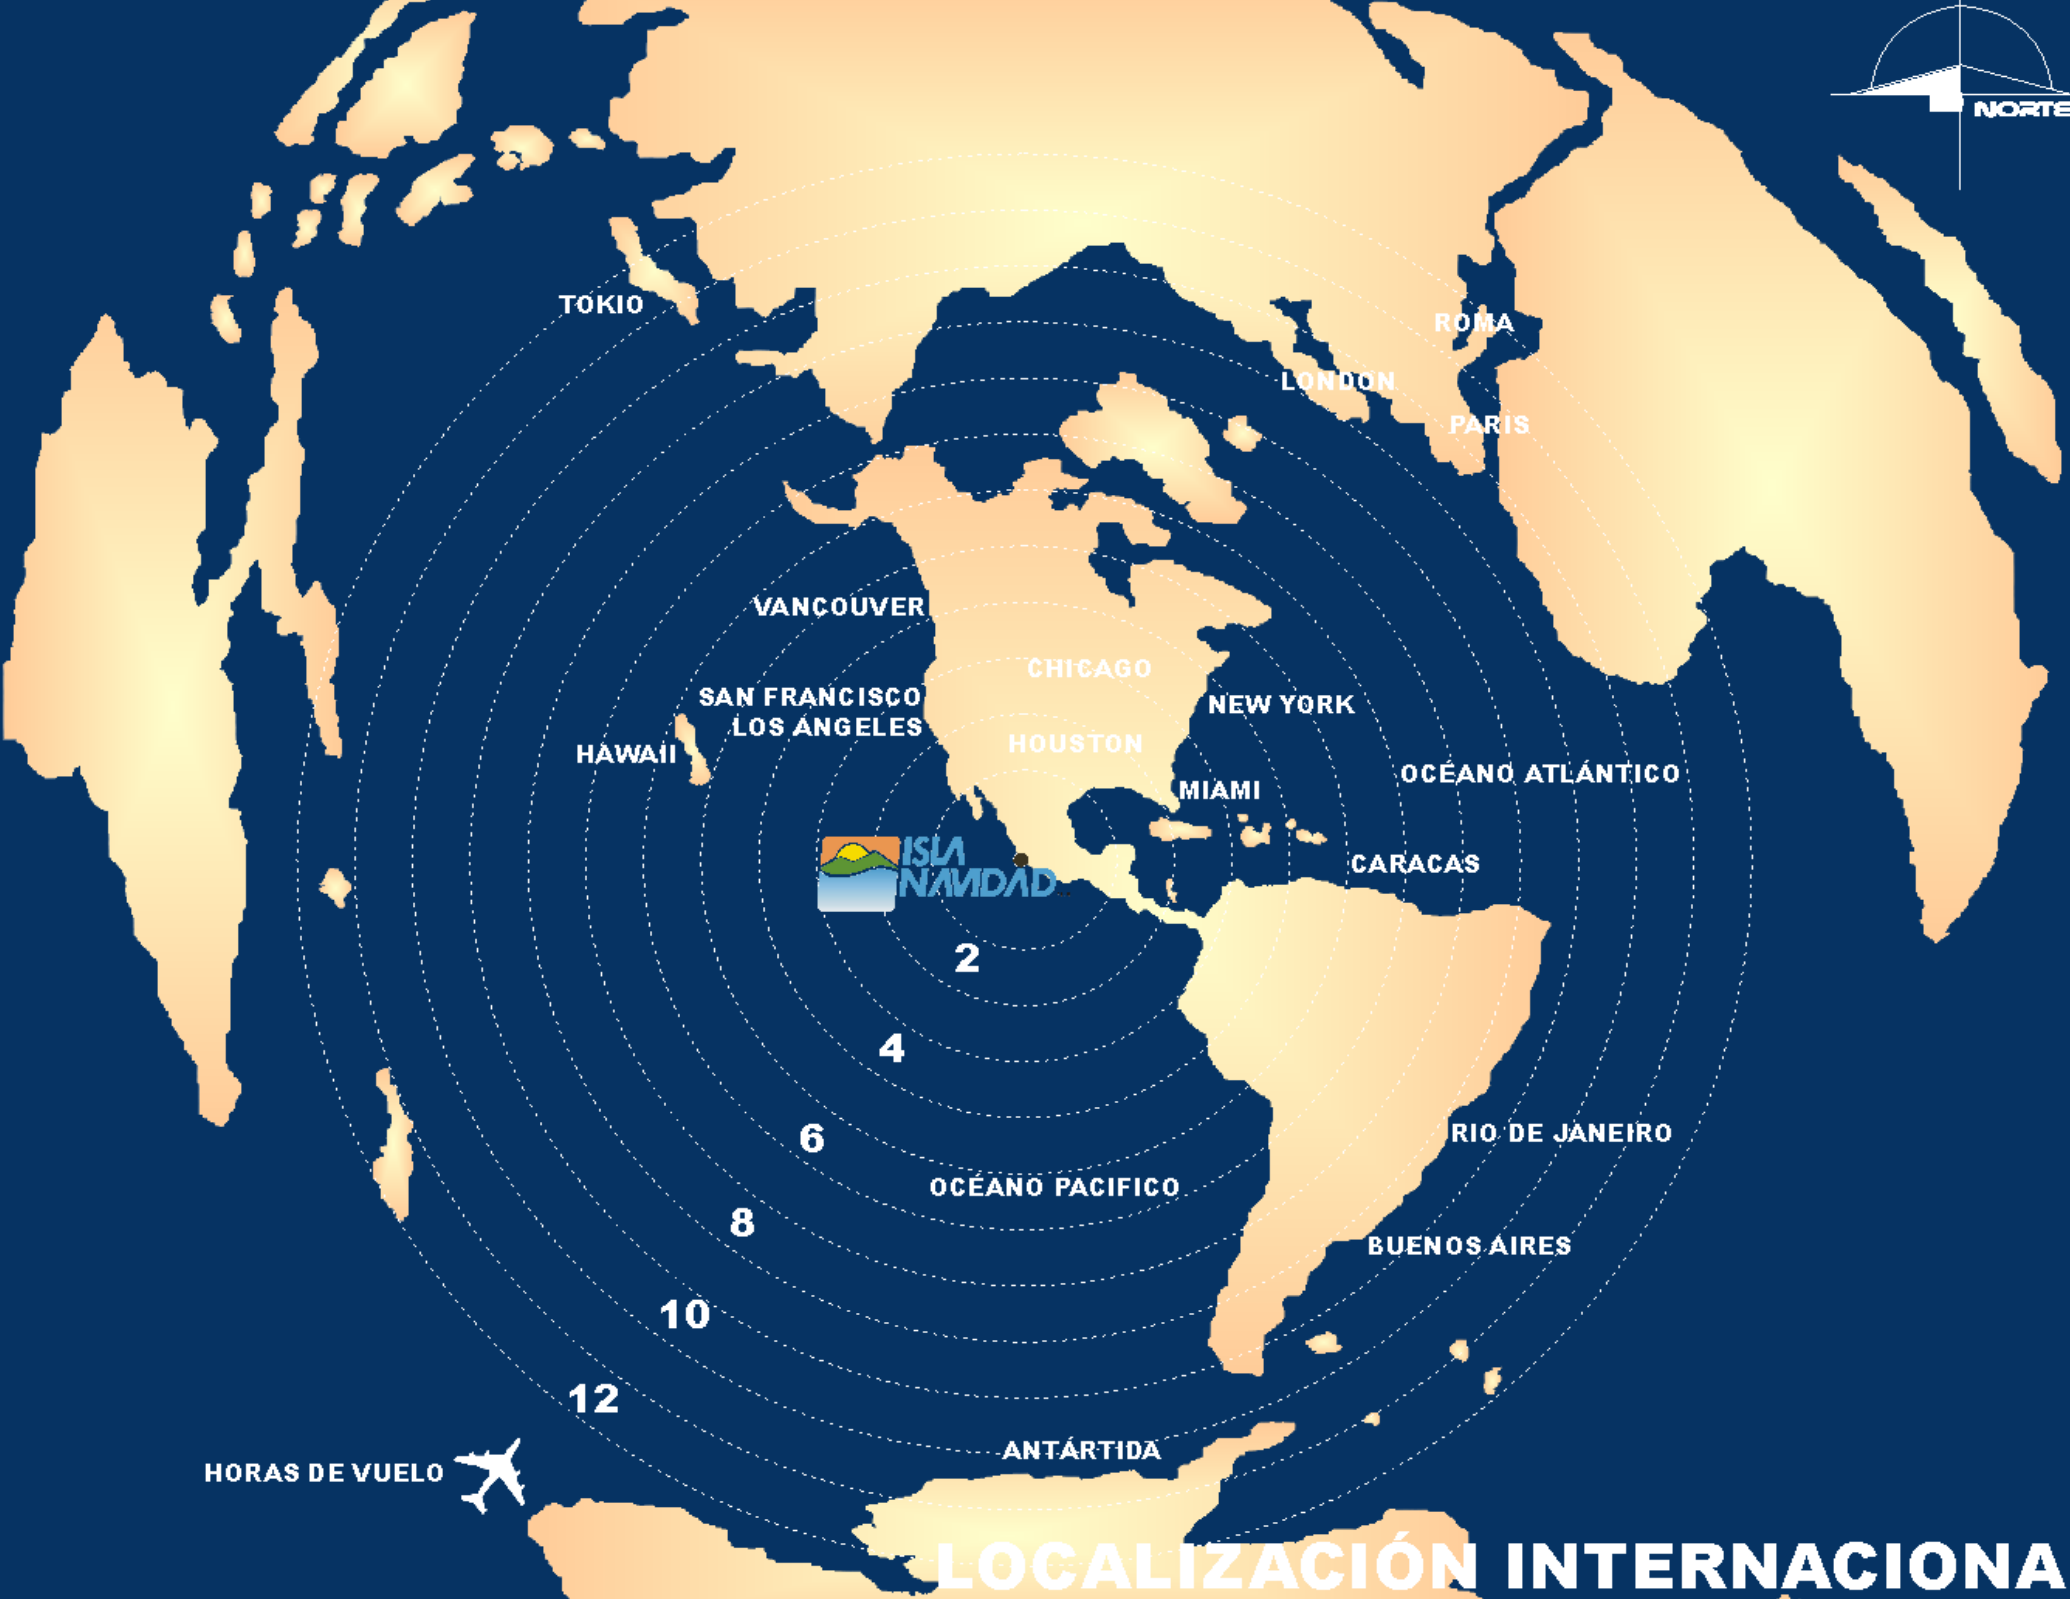 NORTE
TOKIO
ROMA
LONDON
PARIS
VANCOUVER
CHICAGO
SAN FRANCISCO
NEW YORK
LOS ANGELES
HOUSTON
HAWAII
OCÉANO ATLÁNTICO
MIAMI
ISLA
NAVIDAD
CARACAS
2
4
6
RIO DE JANEIRO
OCÉANO PACIFICO
8
BUENOS AIRES
10
12
ANTÁRTIDA
HORAS DE VUELO
LOCALIZACIÓN INTERNACIONA